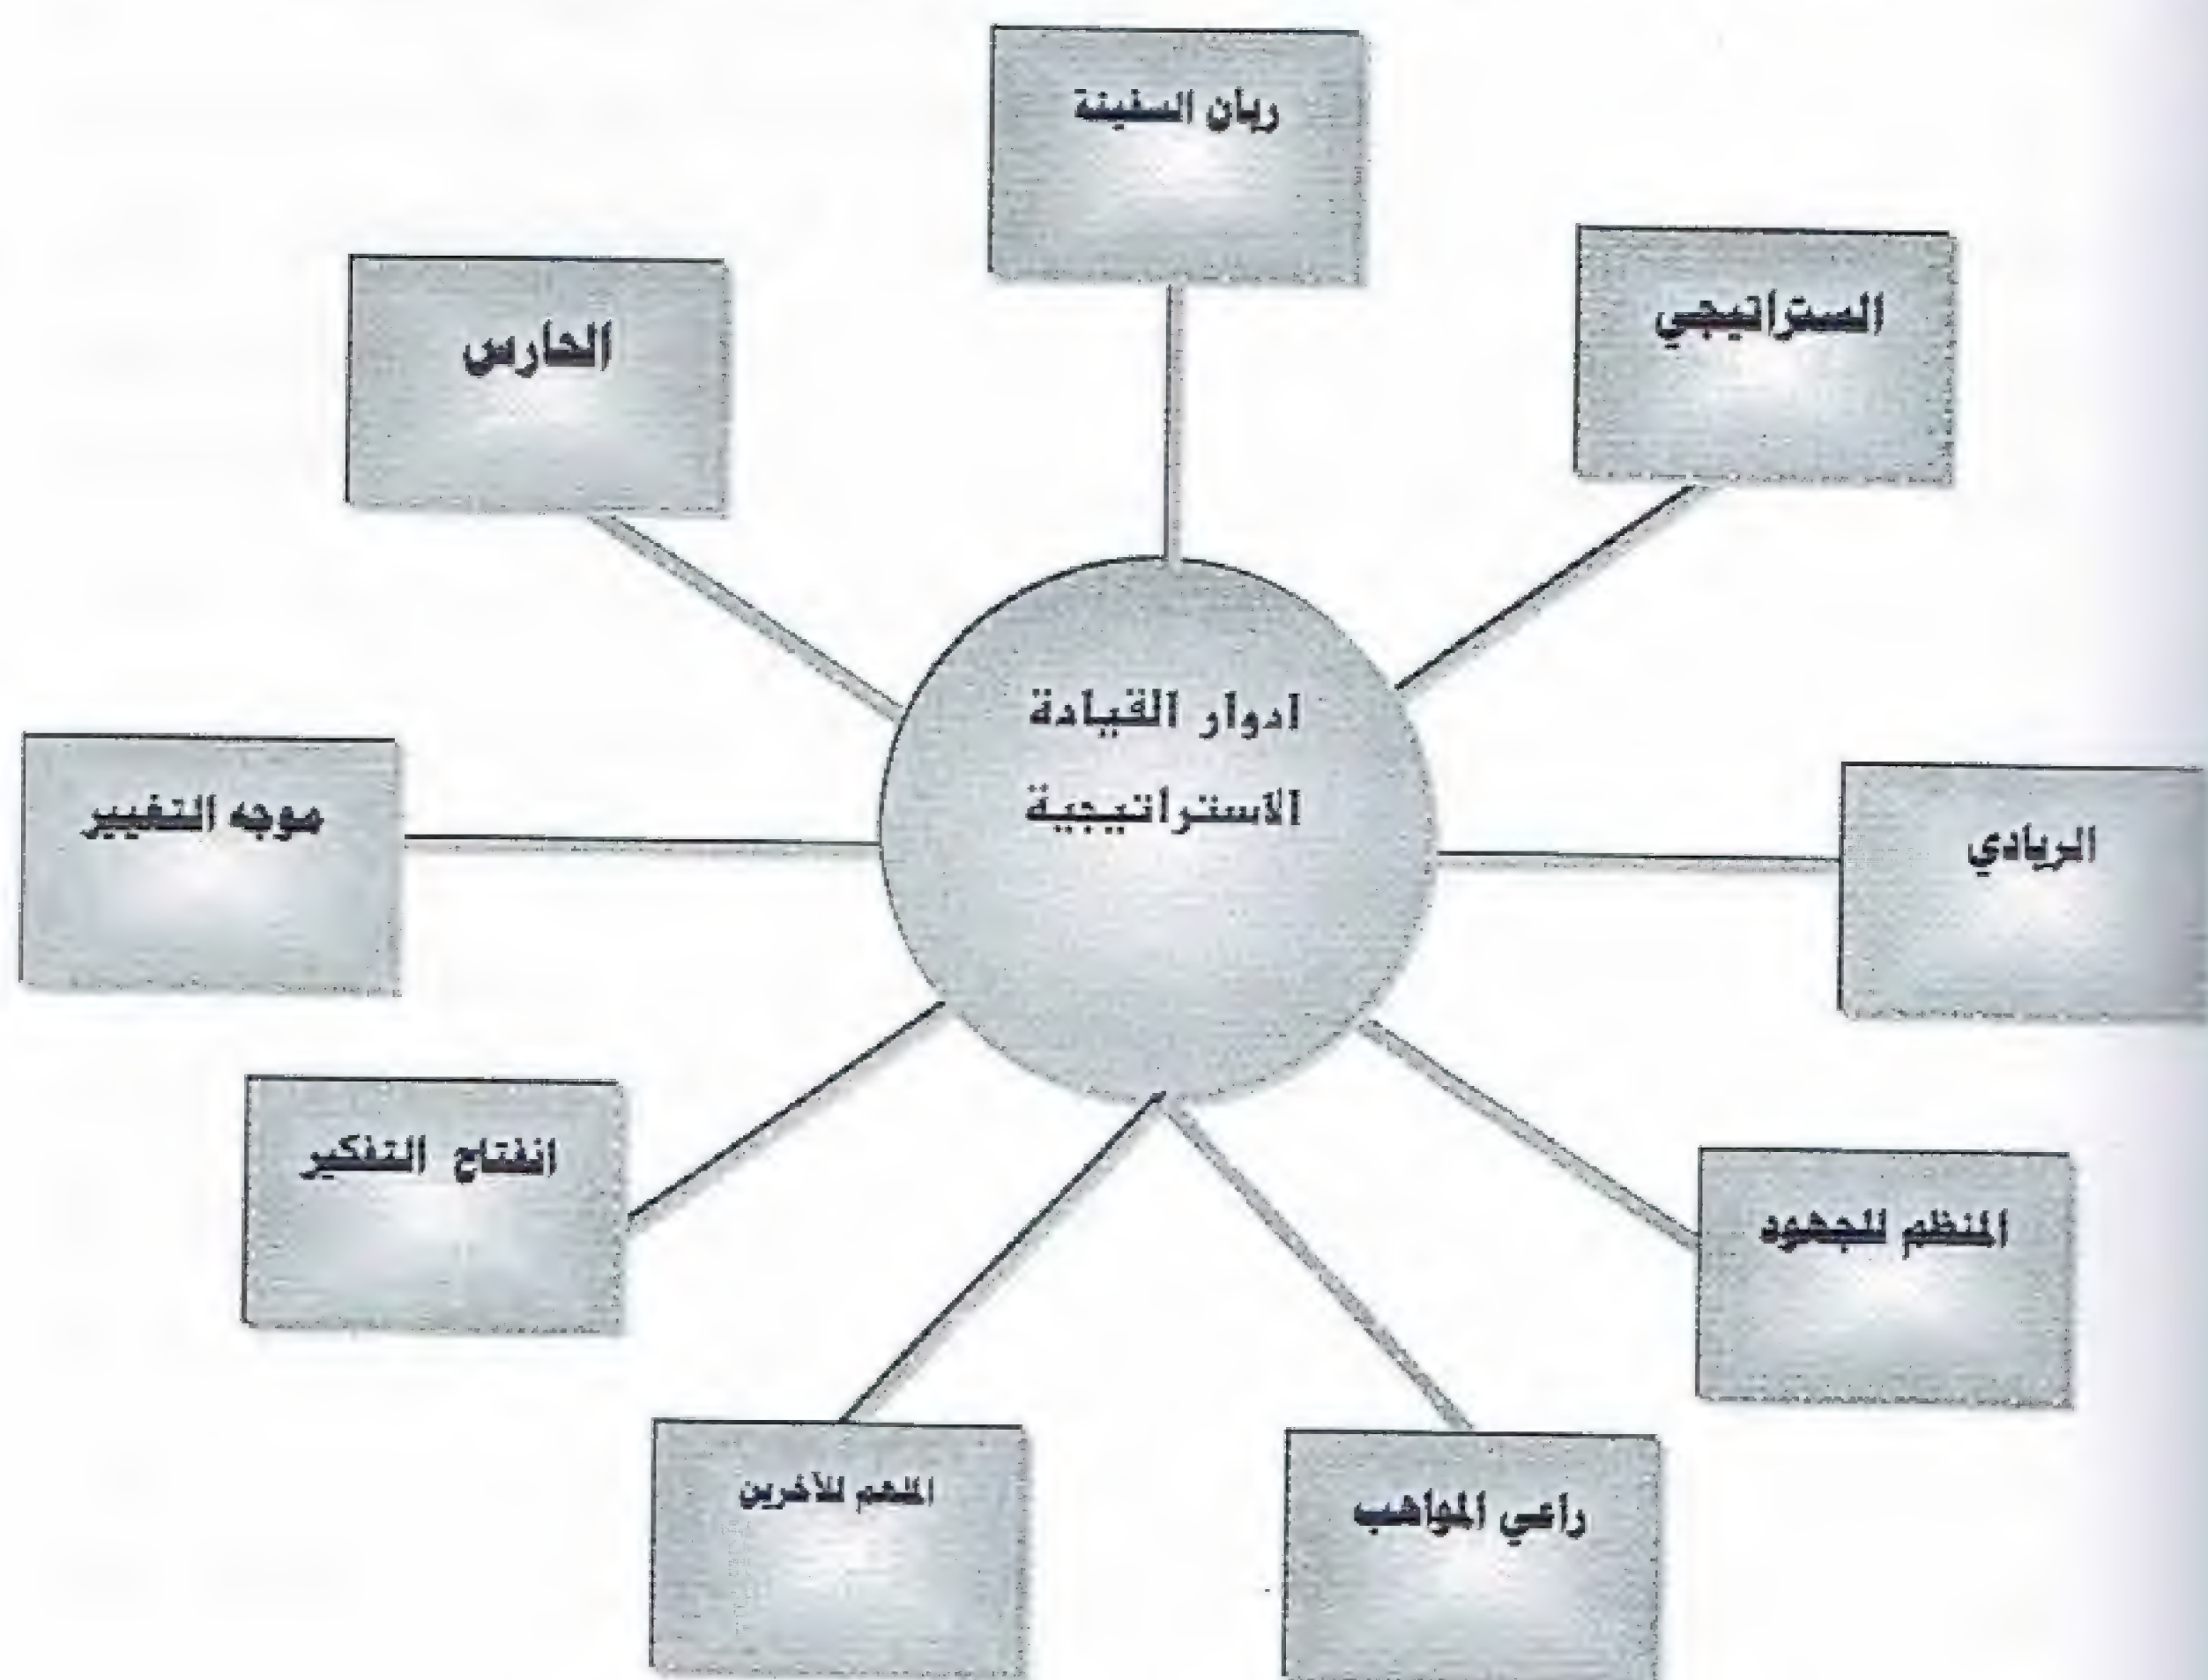 ربان السفينة
الستراتيجي
الحارس
ادوار القيادة
الاستراتيجية
الريادي
موجه التغيير
انفتاح التفكير
المنظم للجهود
الملهم للآخرين
راعي المواهب